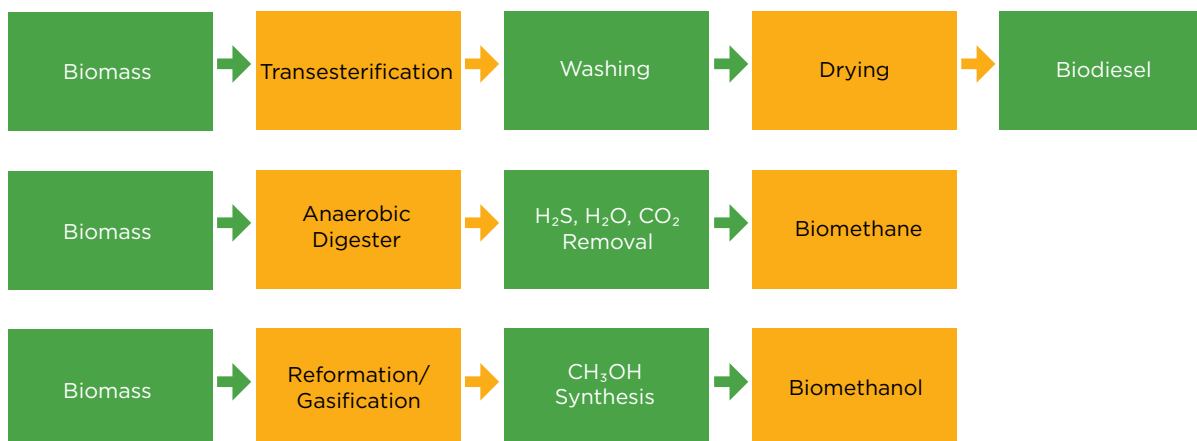 Biomass
Transesterification
Washing
Drying
Biodiesel
Biomass
Anaerobic
Digester
H₂S, H₂O, CO₂
Removal
Biomethane
Biomass
Reformation/
Gasification
CH₃OH
Synthesis
Biomethanol